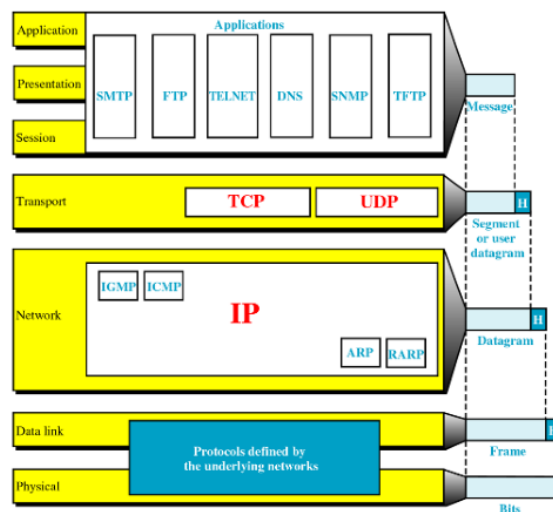 Application
Applications
Presentation
SMTP
FTP
TELNET
DNS
SNMP
TFTP
Message
Session
Transport
TCP
UDP
H
Segment
or user
datagram
IGMP
ICMP
Network
IP
H
ARP
RARP
Datagram
Data link
H
Protocols defined by
the underlying networks
Frame
Physical
Bits